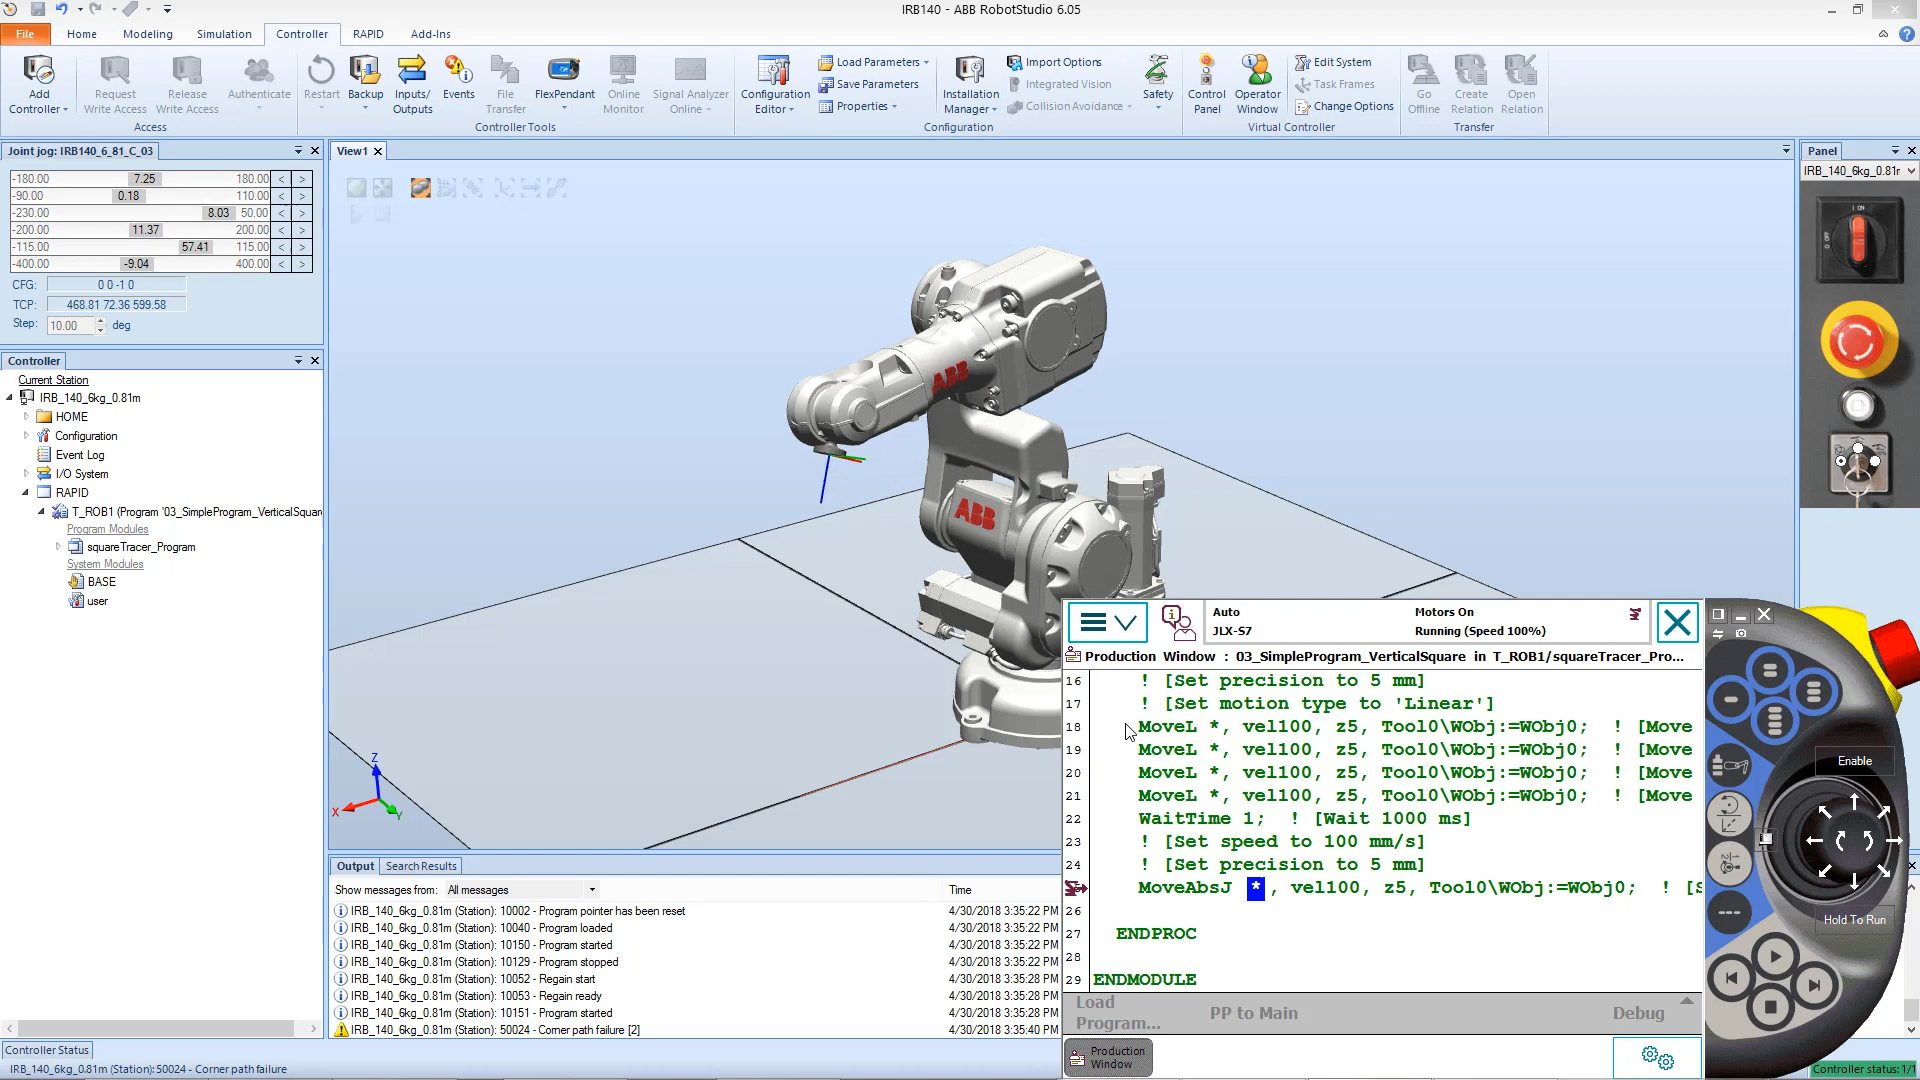 IRB140 - ABB RobotStudio 6.05
File Home Modeling Simulation Controller RAPID Add-Ins
Add Controller
Request Write Access
Release Write Access
Authenticate
Access
Restart
Backup
Inputs/ Outputs
Events
File Transfer
FlexPendant
Online Monitor
Signal Analyzer Online
Controller Tools
Configuration Editor
Load Parameters
Save Parameters
Properties
Installation Manager
Import Options
Integrated Vision
Collision Avoidance
Safety
Configuration
Control Panel
Operator Window
Edit System
Task Frames
Change Options
Virtual Controller
Go Offline
Create Relation
Open Relation
Transfer
Joint jog: IRB140_6_81_C_03
-180.00 7.25 180.00 < >
-90.00 0.18 110.00 < >
-230.00 8.03 50.00 < >
-200.00 11.37 200.00 < >
-115.00 57.41 115.00 < >
-400.00 -9.04 400.00 < >
CFG: 0 0 -1 0
TCP: 468.81 72.36 599.58
Step: 10.00 deg
Controller
Current Station
IRB_140_6kg_0.81m
HOME
Configuration
Event Log
I/O System
RAPID
T_ROB1 (Program '03_SimpleProgram_VerticalSquar
Program Modules
squareTracer_Program
System Modules
BASE
user
View1
ABB
ABB
Z
X
Y
Panel
IRB_140_6kg_0.81r
Output Search Results
Show messages from: All messages Time
IRB_140_6kg_0.81m (Station): 10002 - Program pointer has been reset 4/30/2018 3:35:22 PM
IRB_140_6kg_0.81m (Station): 10040 - Program loaded 4/30/2018 3:35:22 PM
IRB_140_6kg_0.81m (Station): 10150 - Program started 4/30/2018 3:35:22 PM
IRB_140_6kg_0.81m (Station): 10129 - Program stopped 4/30/2018 3:35:22 PM
IRB_140_6kg_0.81m (Station): 10052 - Regain start 4/30/2018 3:35:28 PM
IRB_140_6kg_0.81m (Station): 10053 - Regain ready 4/30/2018 3:35:28 PM
IRB_140_6kg_0.81m (Station): 10151 - Program started 4/30/2018 3:35:28 PM
IRB_140_6kg_0.81m (Station): 50024 - Corner path failure [2] 4/30/2018 3:35:40 PM
Auto Motors On
JLX-S7 Running (Speed 100%)
Production Window : 03_SimpleProgram_VerticalSquare in T_ROB1/squareTracer_Pro...
16 ! [Set precision to 5 mm]
17 ! [Set motion type to 'Linear']
18 MoveL *, vel100, z5, Tool0\WObj:=WObj0; ! [Move
19 MoveL *, vel100, z5, Tool0\WObj:=WObj0; ! [Move
20 MoveL *, vel100, z5, Tool0\WObj:=WObj0; ! [Move
21 MoveL *, vel100, z5, Tool0\WObj:=WObj0; ! [Move
22 WaitTime 1; ! [Wait 1000 ms]
23 ! [Set speed to 100 mm/s]
24 ! [Set precision to 5 mm]
MoveAbsJ *, vel100, z5, Tool0\WObj:=WObj0; ! [S
26
27 ENDPROC
28
29 ENDMODULE
Load Program... PP to Main Debug
Production Window
Enable
Hold To Run
Controller Status
IRB_140_6kg_0.81m (Station): 50024 - Corner path failure
Controller status: 1/1